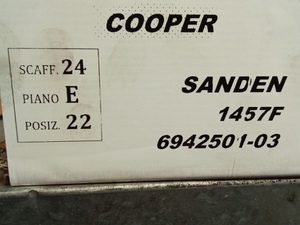 COOPER
SCAFF. 24
PIANO E
POSIZ. 22
SANDEN
1457F
6942501-03